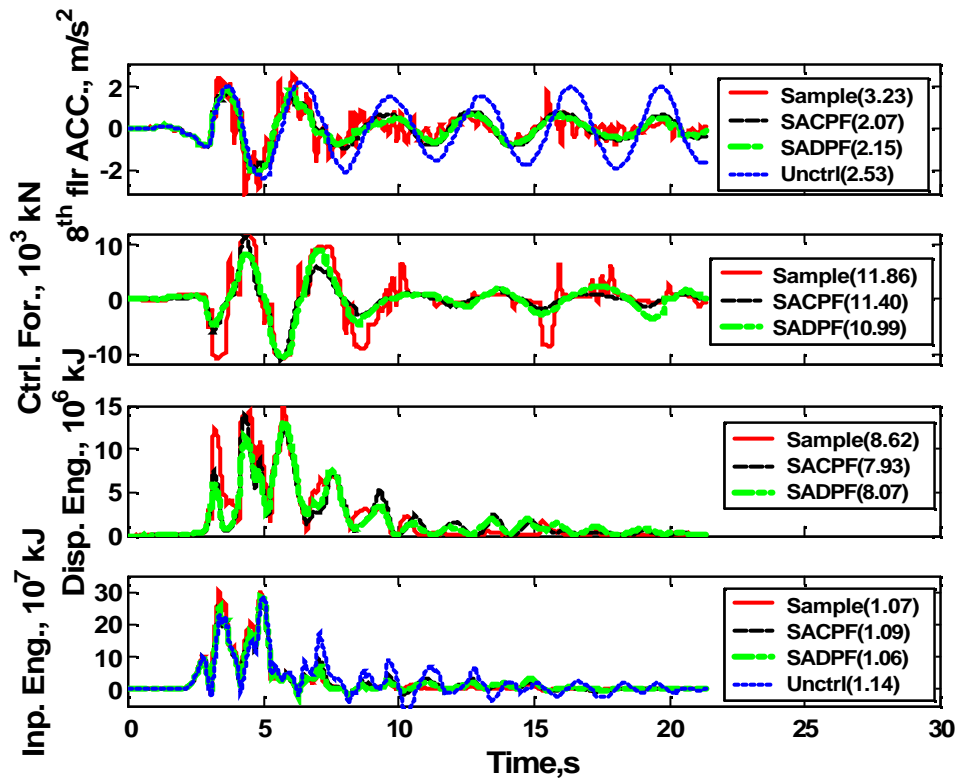 8th flr ACC., m/s2
2
0
-2
Sample(3.23)
SACPF(2.07)
SADPF(2.15)
Unctrl(2.53)
Ctrl. For., 103 kN
10
0
-10
Sample(11.86)
SACPF(11.40)
SADPF(10.99)
Disp. Eng., 106 kJ
15
10
5
0
Sample(8.62)
SACPF(7.93)
SADPF(8.07)
Inp. Eng., 107 kJ
30
20
10
0
Sample(1.07)
SACPF(1.09)
SADPF(1.06)
Unctrl(1.14)
0 5 10 15 20 25 30
Time,s